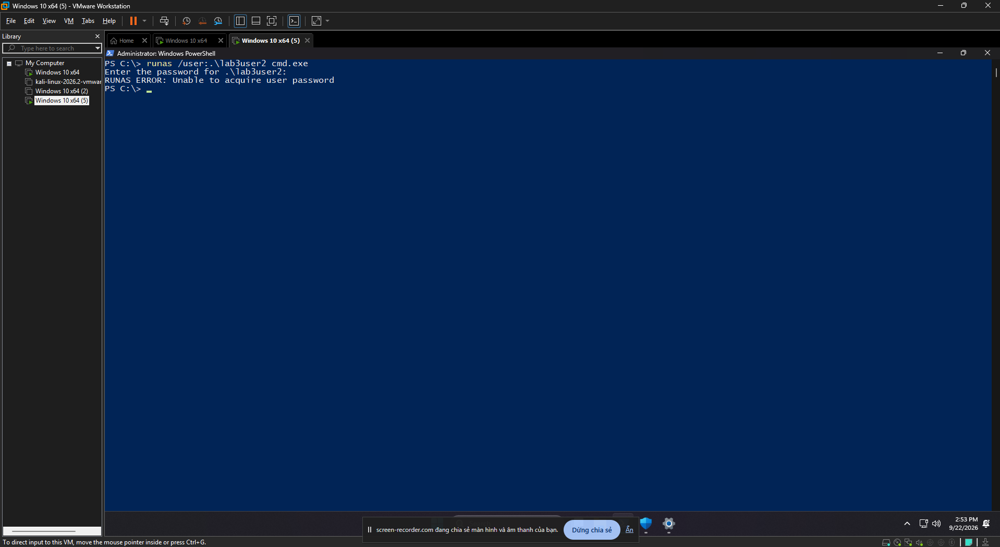 Windows 10 x64 (5) - VMware Workstation
File Edit View VM Tabs Help
Library
Type here to search
My Computer
Windows 10 x64
kali-linux-2026.2-vmwar
Windows 10 x64 (2)
Windows 10 x64 (5)
Home Windows 10 x64 Windows 10 x64 (5)
Administrator: Windows PowerShell
PS C:\> runas /user:.\lab3user2 cmd.exe
Enter the password for .\lab3user2:
RUNAS ERROR: Unable to acquire user password
PS C:\>
screen-recorder.com đang chia sẻ màn hình và âm thanh của bạn. Dừng chia sẻ Ẩn
2:53 PM
9/22/2026
To direct input to this VM, move the mouse pointer inside or press Ctrl+G.